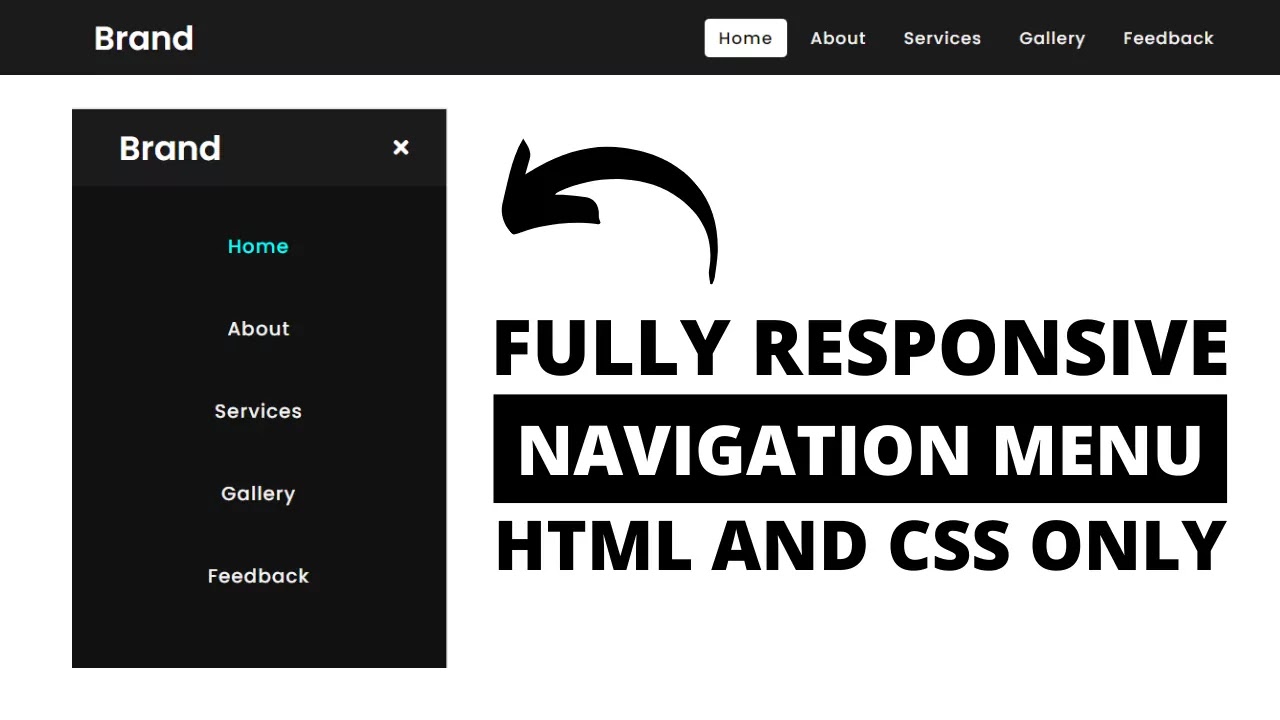 Brand Home About Services Gallery Feedback
Brand
Home
About
Services
Gallery
Feedback
FULLY RESPONSIVE
NAVIGATION MENU
HTML AND CSS ONLY